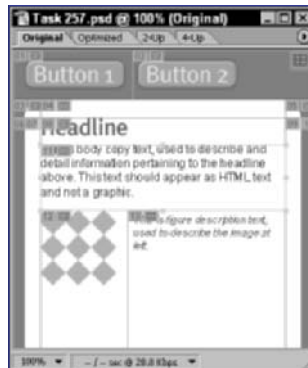 Task 257.psd @ 100% (Original)
Original Optimized 2-Up 4-Up
Button 1 Button 2
Headline
body copy text, used to describe and
detail information pertaining to the headline
above. This text should appear as HTML text
and not a graphic.
figure description text,
used to describe the image at
left.
100% -- / -- sec @ 28.8 Kbps